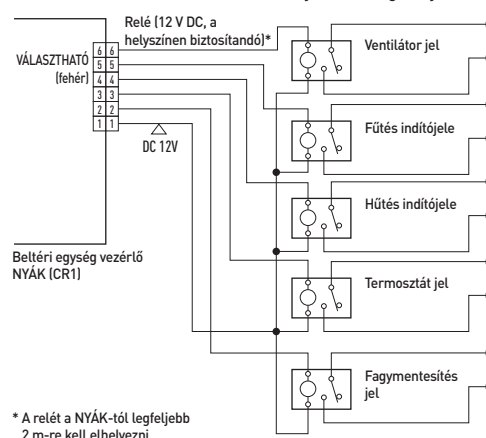 Relé (12 V DC, a
helyszínen biztosítandó)*
VÁLASZTHATÓ
(fehér)
6 6
5 5
4 4
3 3
2 2
1 1
DC 12V
Ventilátor jel
Fűtés indítójele
Hűtés indítójele
Termosztát jel
Fagymentesítés
jel
Beltéri egység vezérlő
NYÁK (CR1)
* A relét a NYÁK-tól legfeljebb
2 m-re kell elhelyezni